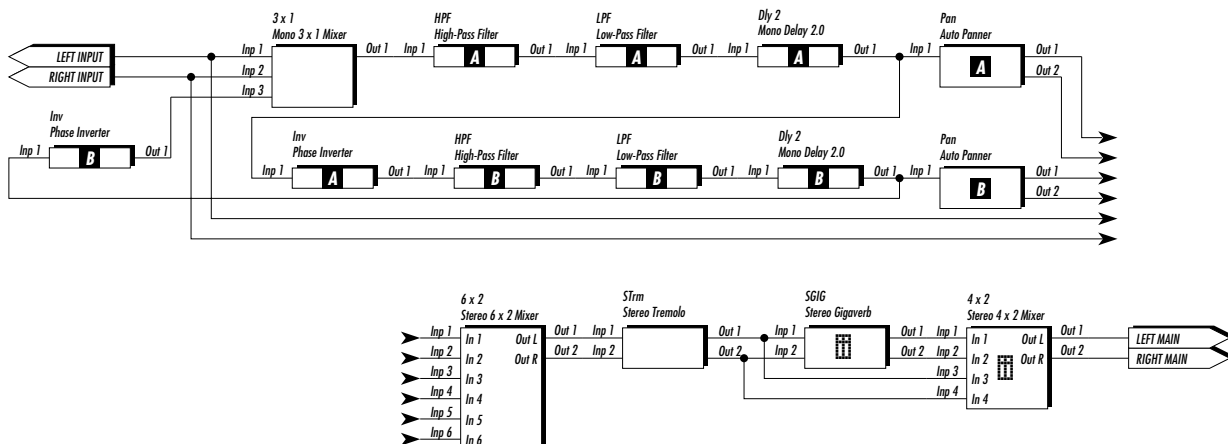 3 x 1
Mono 3 x 1 Mixer
HPF
High-Pass Filter
LPF
Low-Pass Filter
Dly 2
Mono Delay 2.0
Pan
Auto Panner
LEFT INPUT
RIGHT INPUT
Inp 1
Inp 2
Inp 3
Out 1
Inp 1
A
Out 1
Inp 1
A
Out 1
Inp 1
A
Out 1
Inp 1
A
Out 1
Out 2
Inv
Phase Inverter
Inp 1
B
Out 1
Inv
Phase Inverter
HPF
High-Pass Filter
LPF
Low-Pass Filter
Dly 2
Mono Delay 2.0
Pan
Auto Panner
Inp 1
A
Out 1
Inp 1
B
Out 1
Inp 1
B
Out 1
Inp 1
B
Out 1
Inp 1
B
Out 1
Out 2
6 x 2
Stereo 6 x 2 Mixer
STrm
Stereo Tremolo
SGIG
Stereo Gigaverb
4 x 2
Stereo 4 x 2 Mixer
Inp 1
Inp 2
Inp 3
Inp 4
Inp 5
Inp 6
In 1
In 2
In 3
In 4
In 5
In 6
Out L
Out R
Out 1
Out 2
Inp 1
Inp 2
Out 1
Out 2
Inp 1
Inp 2
Out 1
Out 2
Inp 1
Inp 2
Inp 3
Inp 4
In 1
In 2
In 3
In 4
Out L
Out R
Out 1
Out 2
LEFT MAIN
RIGHT MAIN